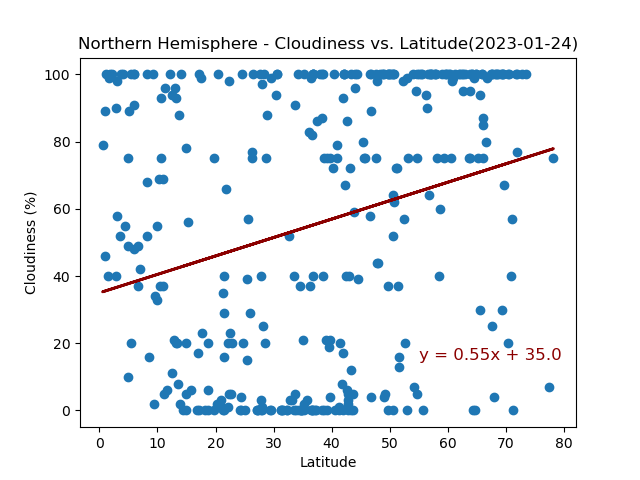 Northern Hemisphere - Cloudiness vs. Latitude(2023-01-24)
100
80
60
40
20
0
Cloudiness (%)
y = 0.55x + 35.0
0 10 20 30 40 50 60 70 80
Latitude